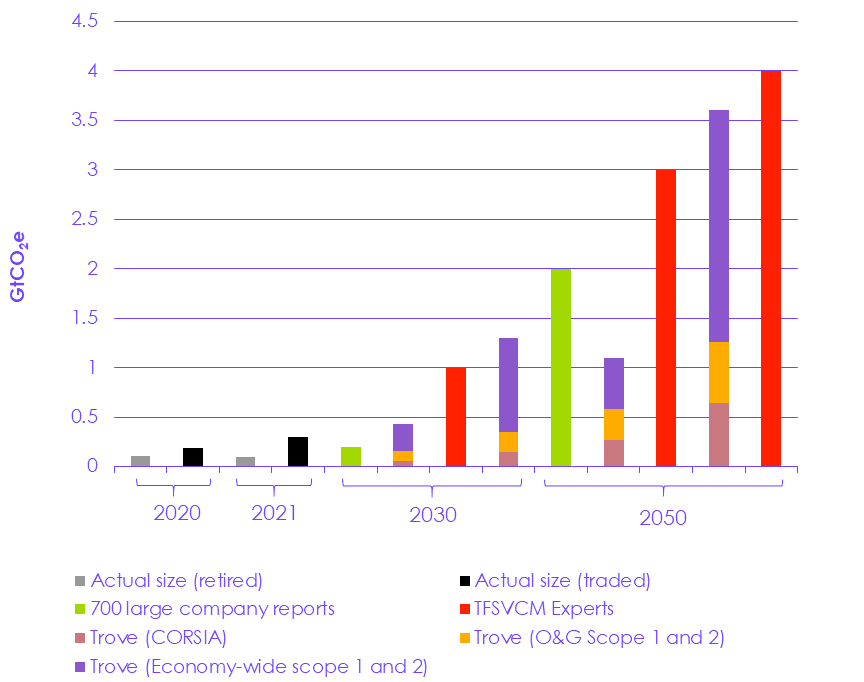 4.5
4
3.5
3
2.5
2
1.5
1
0.5
0
GtCO₂e
2020 2021 2030 2050
Actual size (retired) Actual size (traded)
700 large company reports TFSVCM Experts
Trove (CORSIA) Trove (O&G Scope 1 and 2)
Trove (Economy-wide scope 1 and 2)